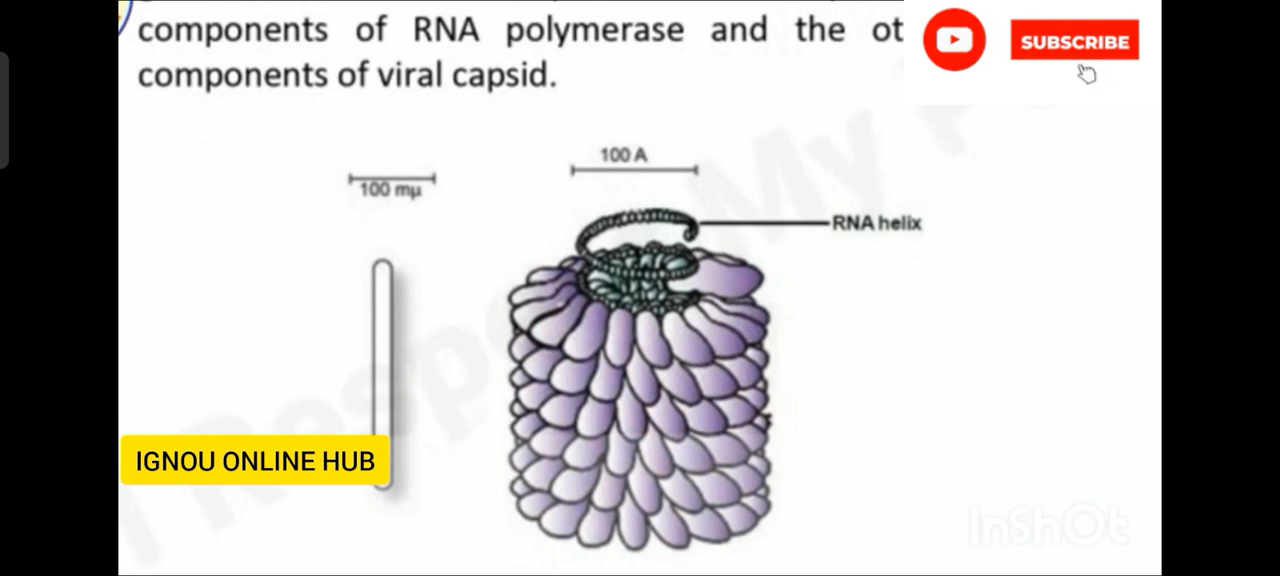 components of RNA polymerase and the ot
components of viral capsid.
SUBSCRIBE
100 A
100 mµ
RNA helix
IGNOU ONLINE HUB
InShOt